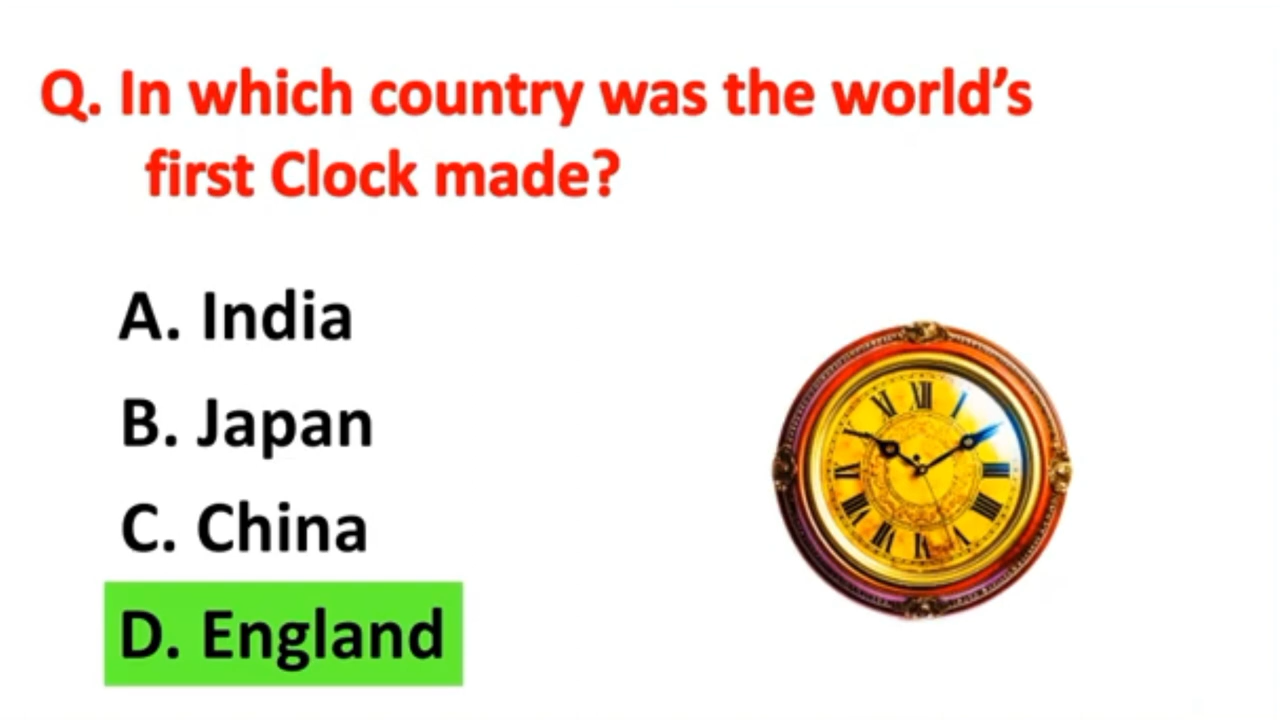 Q. In which country was the world’s
first Clock made?
A. India
B. Japan
C. China
D. England